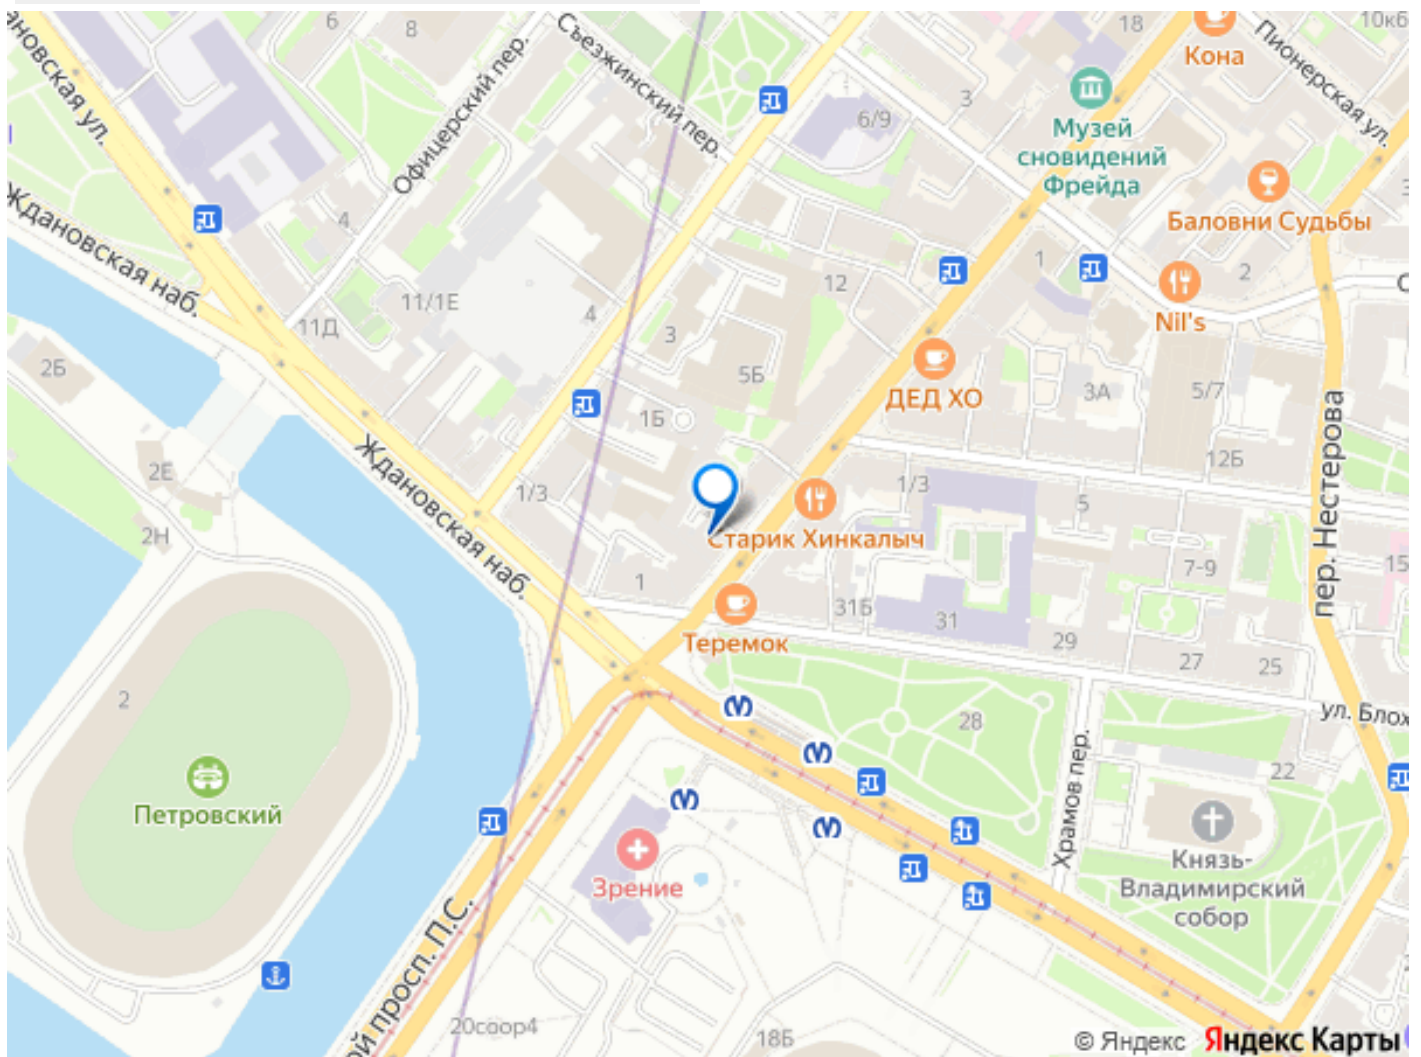 6
8
18
10к6
Кона
Пионерская ул.
Съезжинский пер.
ановская ул.
Офицерский пер.
3
6/9
Музей
сновидений
Фрейда
Баловни Судьбы
4
Ждановская наб.
1
2
12
Nil's
С
11/1Е
11Д
4
3
2Б
5Б
ДЕД ХО
3А
5/7
1Б
12Б
пер. Нестерова
Ждановская наб.
2Е
1/3
1/3
5
2Н
Старик Хинкалыч
7-9
15
1
31Б
31
29
27
25
Теремок
2
28
ул. Блох
22
Петровский
Храмов пер.
Зрение
Князь-
Владимирский
собор
ой просп. П.С.
20соор4
18Б
© Яндекс Яндекс Карты